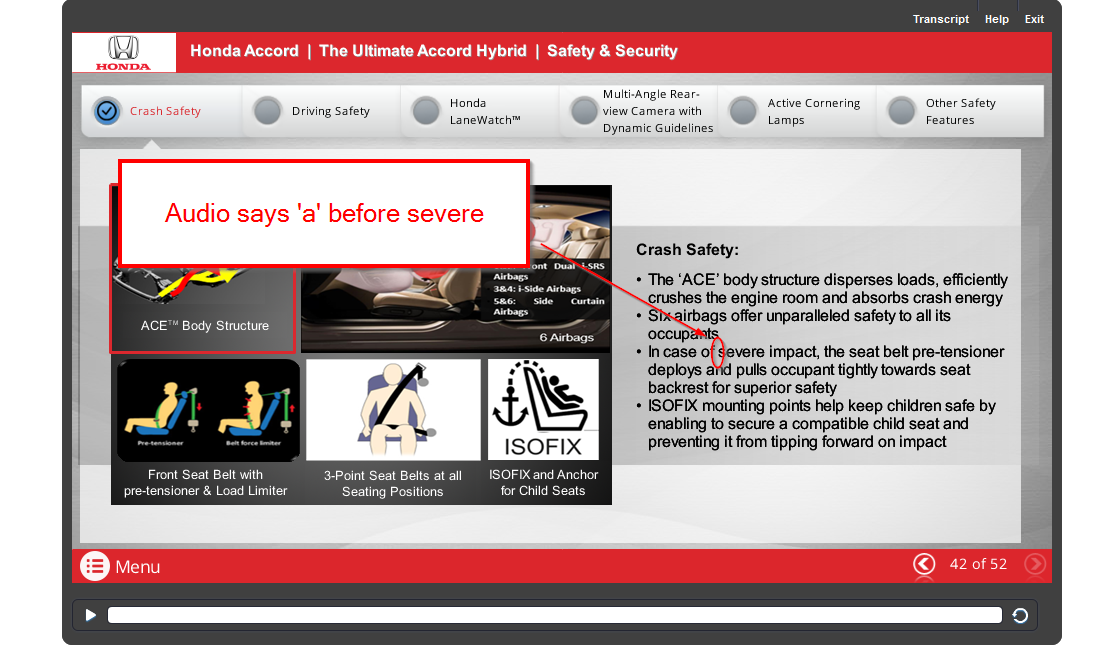 Transcript Help Exit
HONDA
Honda Accord | The Ultimate Accord Hybrid | Safety & Security
Crash Safety
Driving Safety
Honda
LaneWatch™
Multi-Angle Rear-
view Camera with
Dynamic Guidelines
Active Cornering
Lamps
Other Safety
Features
Audio says 'a' before severe
ACE™ Body Structure
Dual i-SRS
Airbags
3&4: i-Side Airbags
5&6: Side Curtain
Airbags
6 Airbags
Pre-tensioner
Belt force limiter
Front Seat Belt with
pre-tensioner & Load Limiter
3-Point Seat Belts at all
Seating Positions
ISOFIX
ISOFIX and Anchor
for Child Seats
Crash Safety:
• The ‘ACE’ body structure disperses loads, efficiently
crushes the engine room and absorbs crash energy
• Six airbags offer unparalleled safety to all its
occupants
• In case of severe impact, the seat belt pre-tensioner
deploys and pulls occupant tightly towards seat
backrest for superior safety
• ISOFIX mounting points help keep children safe by
enabling to secure a compatible child seat and
preventing it from tipping forward on impact
Menu
42 of 52